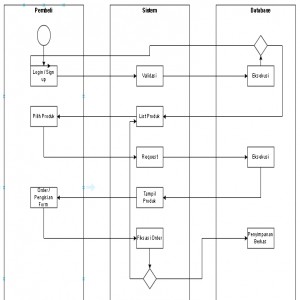 Pembeli
Sistem
Database
Login / Sign
up
Validasi
Eksekusi
Pilih Produk
List Produk
Request
Eksekusi
Order /
Pengisian
Form
Tampil
Produk
Order
Penyimpanan
Berkas